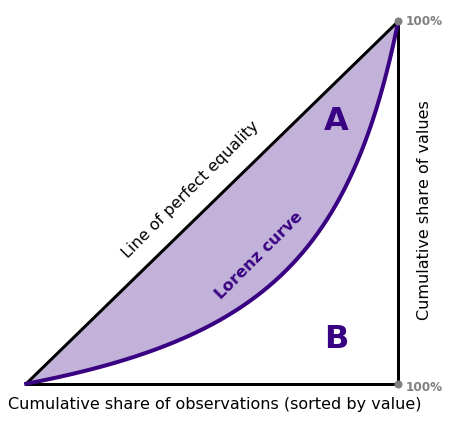 100%
A
Line of perfect equality
Cumulative share of values
Lorenz curve
B
100%
Cumulative share of observations (sorted by value)